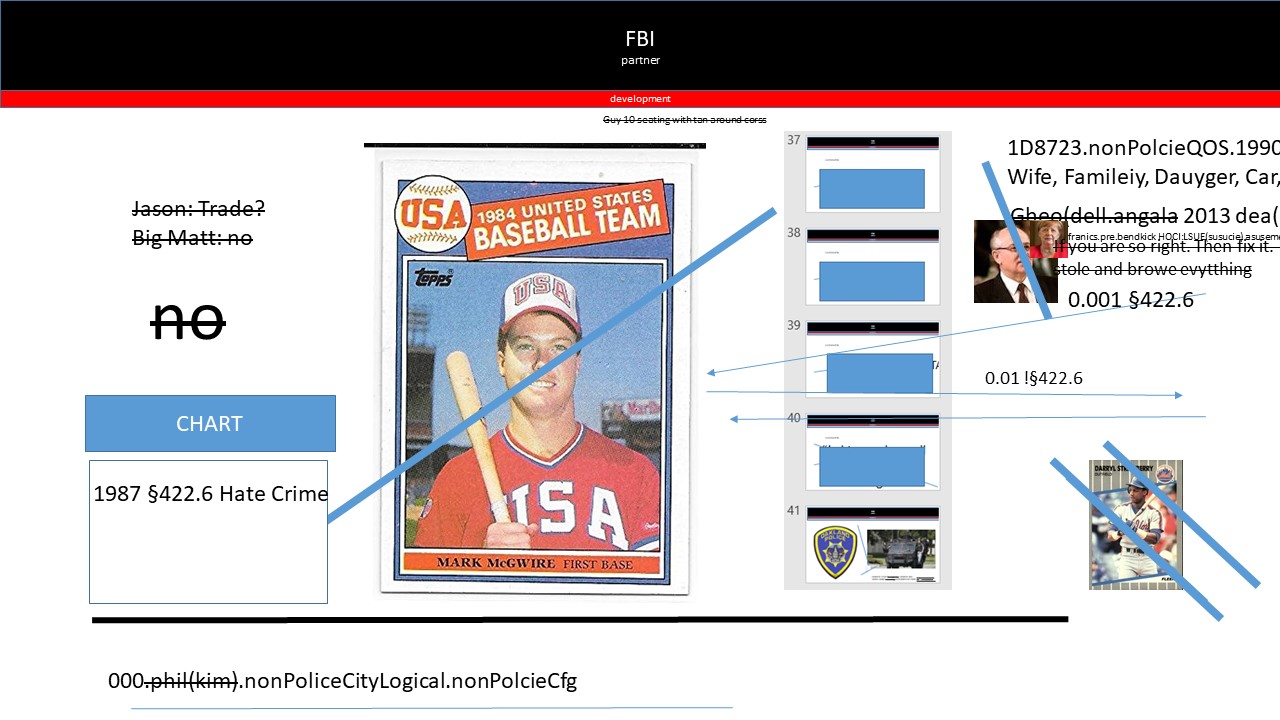 FBI
partner
development
Guy 10 seating with tan around corss
Jason: Trade?
Big Matt: no
no
CHART
1987 §422.6 Hate Crime
USA
1984 UNITED STATES
BASEBALL TEAM
Topps
USA
USA
MARK McGWIRE FIRST BASE
37
38
39
40
41
OAKLAND
POLICE
1D8723.nonPolcieQOS.1990
Wife, Fameiliy, Dauyger, Car,
Gheo(dell.angala 2013 dea(
franics.pre.bendkick HOCI:LSUE(susucie) asuseme
If you are so right. Then fix it.
stole and browe evytthing
0.001 §422.6
0.01 !§422.6
DARRYL STRAWBERRY
000.phil(kim).nonPoliceCityLogical.nonPolcieCfg